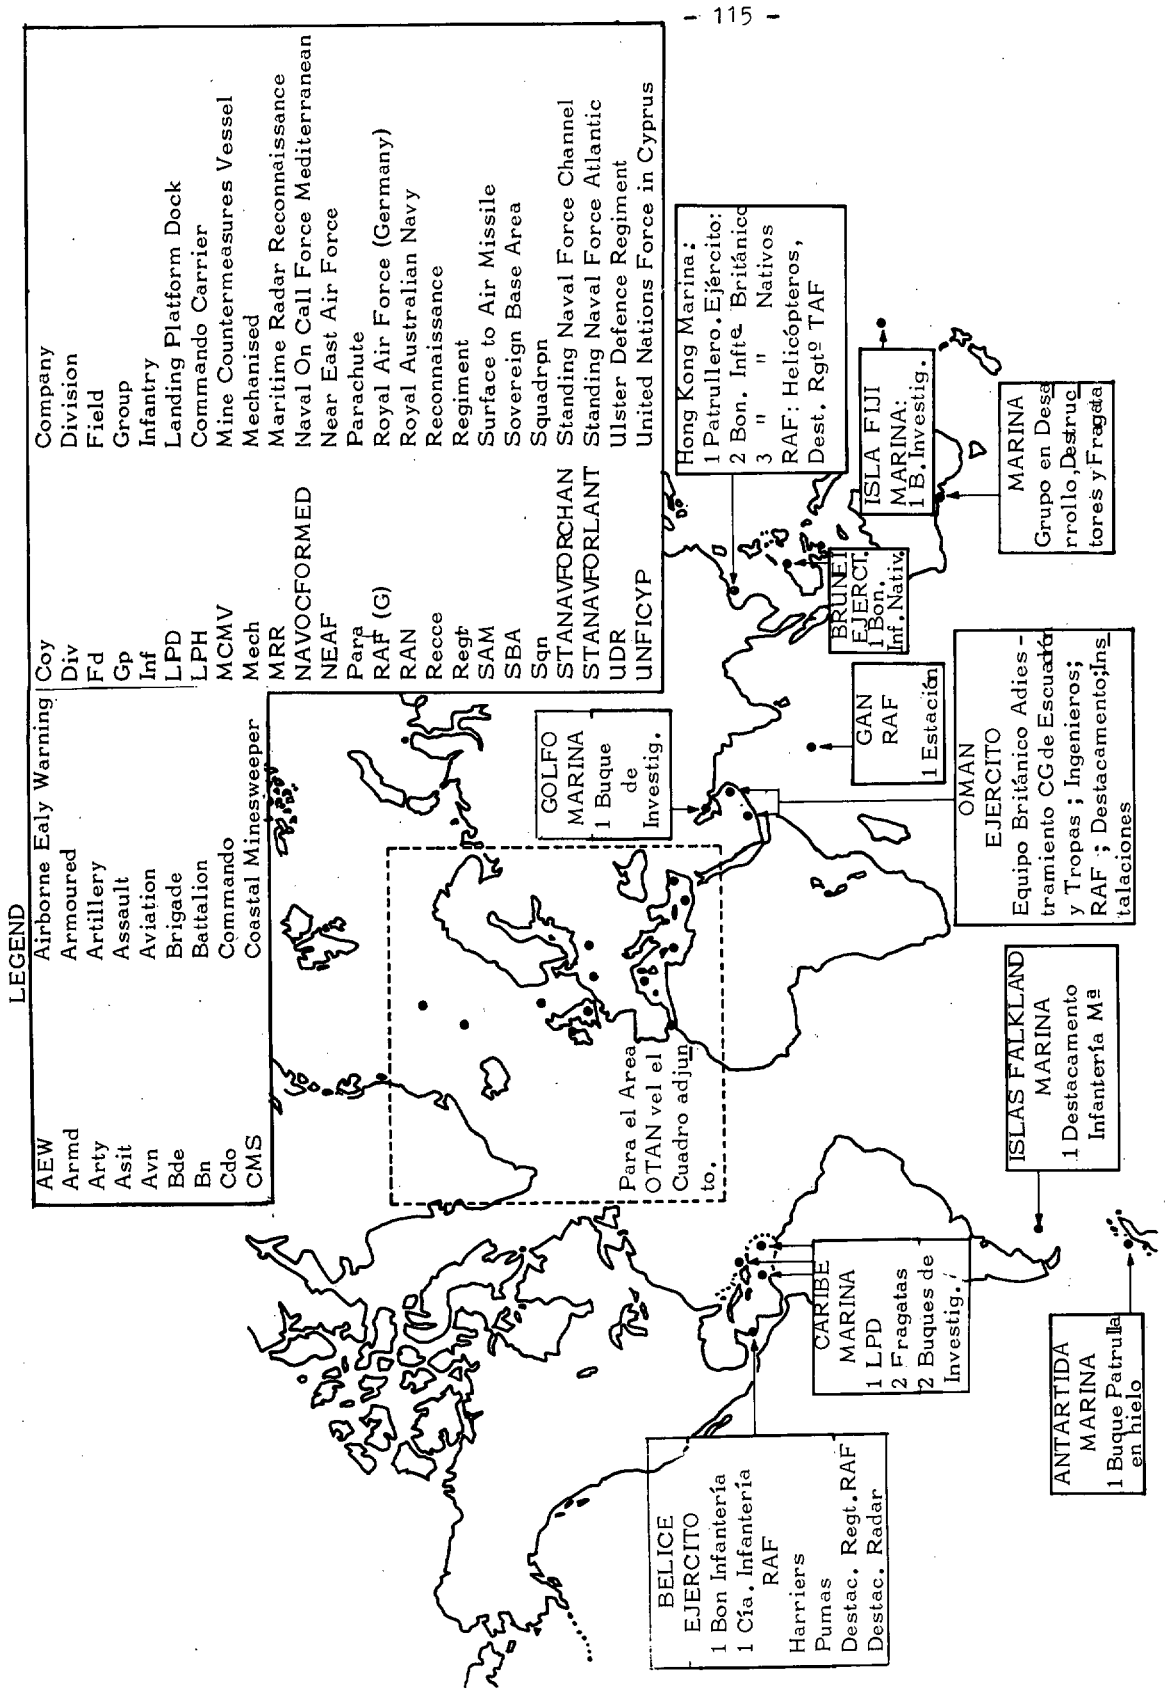 - 115 -
LEGEND
AEW Airborne Ealy Warning
Armd Armoured
Arty Artillery
Asit Assault
Avn Aviation
Bde Brigade
Bn Battalion
Cdo Commando
CMS Coastal Minesweeper
Coy Company
Div Division
Fd Field
Gp Group
Inf Infantry
LPD Landing Platform Dock
LPH Commando Carrier
MCMV Mine Countermeasures Vessel
Mech Mechanised
MRR Maritime Radar Reconnaissance
NAVOCFORMED Naval On Call Force Mediterranean
NEAF Near East Air Force
Para Parachute
RAF (G) Royal Air Force (Germany)
RAN Royal Australian Navy
Recce Reconnaissance
Regt Regiment
SAM Surface to Air Missile
SBA Sovereign Base Area
Sqn Squadrpn
STANAVFORCHAN Standing Naval Force Channel
STANAVFORLANT Standing Naval Force Atlantic
UDR Ulster Defence Regiment
UNFICYP United Nations Force in Cyprus
Para el Area
OTAN vel el
Cuadro adjun
to.
GOLFO
MARINA
1 Buque
de
Investig.
Hong Kong Marina:
1 Patrullero. Ejército:
2 Bon. Inftª Británico
3 " " Nativos
RAF: Helicópteros,
Dest. Rgtº TAF
BRUNEI
EJERCT.
1 Bon.
Inf. Nativ.
ISLA FIJI
MARINA:
1 B. Investig.
MARINA
Grupo en Desa
rrollo, Destruc
tores y Fragata
GAN
RAF
1 Estación
OMAN
EJERCITO
Equipo Británico Adies-
tramiento CG de Escuadrón
y Tropas; Ingenieros;
RAF; Destacamento; Ins
talaciones
ISLAS FALKLAND
MARINA
1 Destacamento
Infantería Mª
CARIBE
MARINA
1 LPD
2 Fragatas
2 Buques de
Investig.
BELICE
EJERCITO
1 Bon Infantería
1 Cía. Infantería
RAF
Harriers
Pumas
Destac. Regt. RAF
Destac. Radar
ANTARTIDA
MARINA
1 Buque Patrulla
en hielo